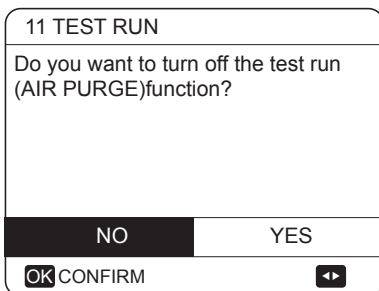 11 TEST RUN
Do you want to turn off the test run
(AIR PURGE)function?
NO YES
OK CONFIRM